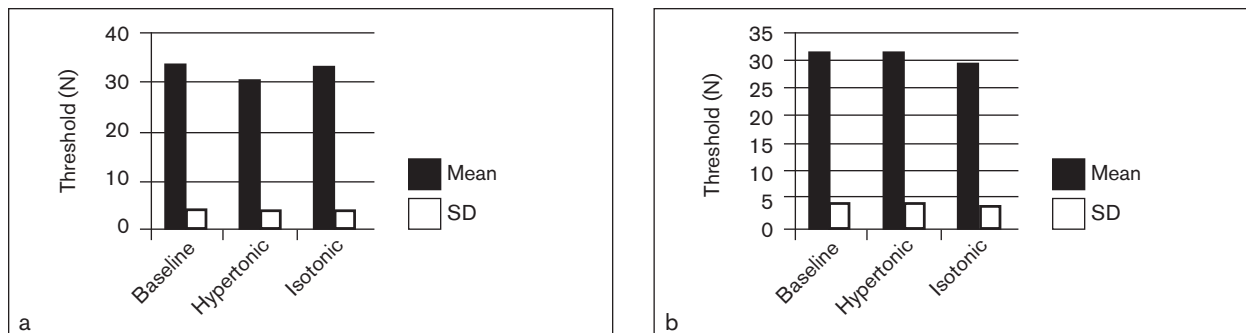 40
30
20
10
0
Threshold (N)
Baseline
Hypertonic
Isotonic
Mean
SD
a
35
30
25
20
15
10
5
0
Threshold (N)
Baseline
Hypertonic
Isotonic
Mean
SD
b